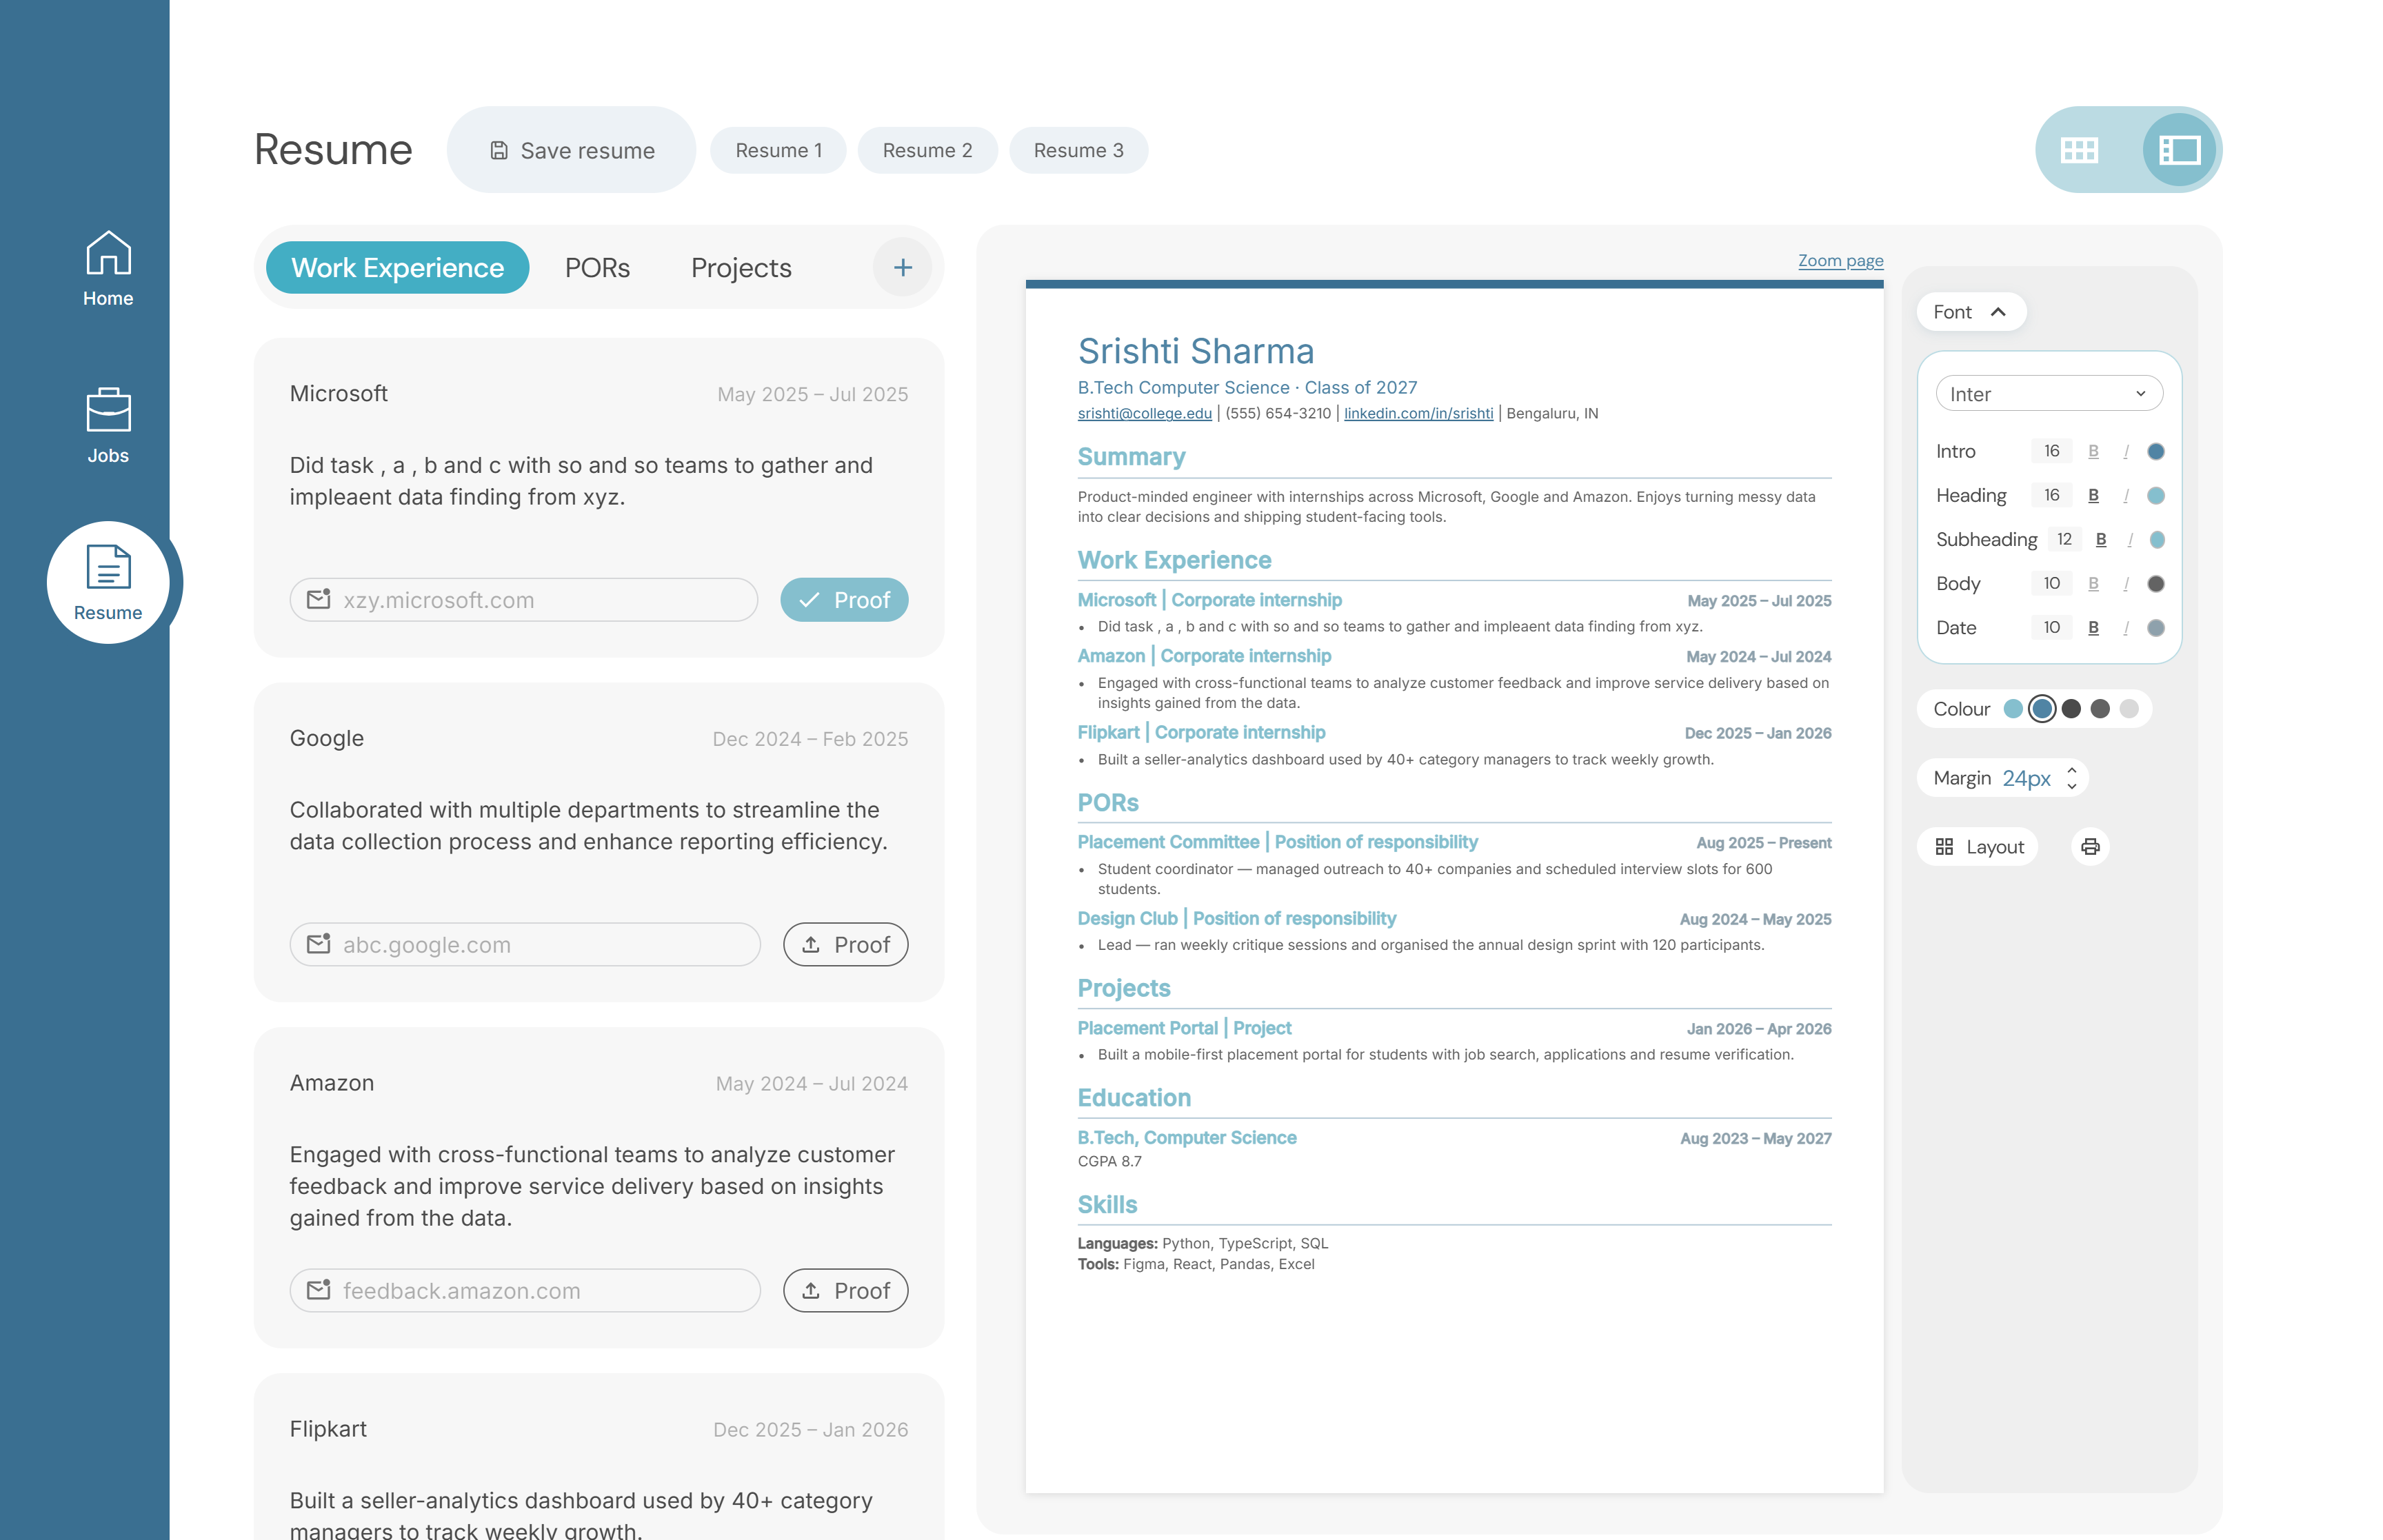 Home
Jobs
Resume
Resume
Save resume
Resume 1
Resume 2
Resume 3
Work Experience
PORs
Projects
+
Microsoft
May 2025 – Jul 2025
Did task , a , b and c with so and so teams to gather and
impleaent data finding from xyz.
xzy.microsoft.com
Proof
Google
Dec 2024 – Feb 2025
Collaborated with multiple departments to streamline the
data collection process and enhance reporting efficiency.
abc.google.com
Proof
Amazon
May 2024 – Jul 2024
Engaged with cross-functional teams to analyze customer
feedback and improve service delivery based on insights
gained from the data.
feedback.amazon.com
Proof
Flipkart
Dec 2025 – Jan 2026
Built a seller-analytics dashboard used by 40+ category
managers to track weekly growth.
Zoom page
Srishti Sharma
B.Tech Computer Science · Class of 2027
srishti@college.edu | (555) 654-3210 | linkedin.com/in/srishti | Bengaluru, IN
Summary
Product-minded engineer with internships across Microsoft, Google and Amazon. Enjoys turning messy data
into clear decisions and shipping student-facing tools.
Work Experience
Microsoft | Corporate internship May 2025 – Jul 2025
• Did task , a , b and c with so and so teams to gather and impleaent data finding from xyz.
Amazon | Corporate internship May 2024 – Jul 2024
• Engaged with cross-functional teams to analyze customer feedback and improve service delivery based on
insights gained from the data.
Flipkart | Corporate internship Dec 2025 – Jan 2026
• Built a seller-analytics dashboard used by 40+ category managers to track weekly growth.
PORs
Placement Committee | Position of responsibility Aug 2025 – Present
• Student coordinator — managed outreach to 40+ companies and scheduled interview slots for 600
students.
Design Club | Position of responsibility Aug 2024 – May 2025
• Lead — ran weekly critique sessions and organised the annual design sprint with 120 participants.
Projects
Placement Portal | Project Jan 2026 – Apr 2026
• Built a mobile-first placement portal for students with job search, applications and resume verification.
Education
B.Tech, Computer Science Aug 2023 – May 2027
CGPA 8.7
Skills
Languages: Python, TypeScript, SQL
Tools: Figma, React, Pandas, Excel
Font
Inter
Intro 16 B I
Heading 16 B I
Subheading 12 B I
Body 10 B I
Date 10 B I
Colour
Margin 24px
Layout